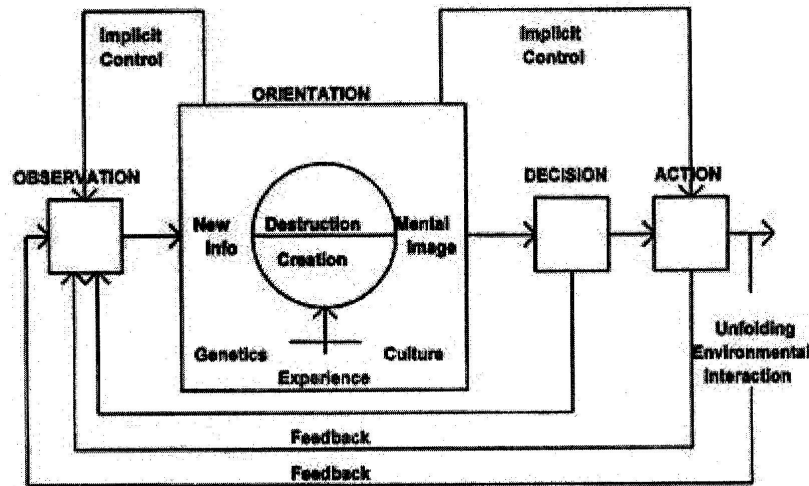 Implicit
Control
Implicit
Control
ORIENTATION
OBSERVATION
DECISION
ACTION
New
Info
Destruction
Creation
Mental
Image
Genetics
Culture
Experience
Unfolding
Environmental
Interaction
Feedback
Feedback